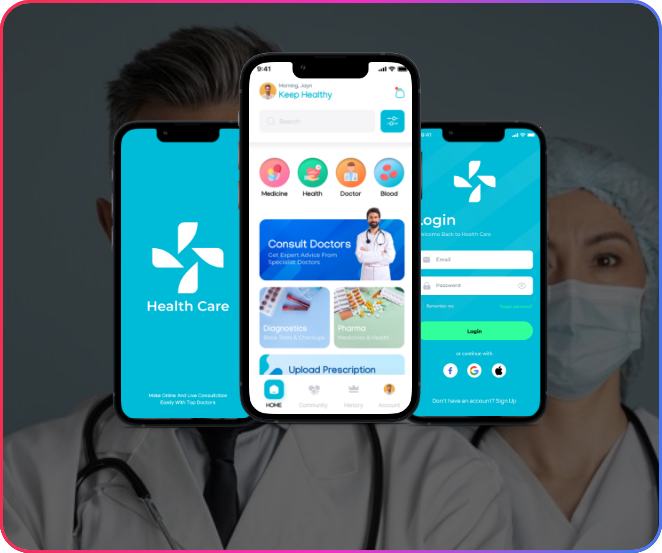 Health Care
Make Online And Live Consultation
Easily With Top Doctors
9:41
Morning, Jayn
Keep Healthy
Search
Medicine
Health
Doctor
Blood
Consult Doctors
Get Expert Advice From
Specialist Doctors
Diagnostics
Blood Tests & Checkups
Pharma
Medicines & Health
Upload Prescription
HOME
Community
History
Account
9:41
Login
Welcome Back to Health Care
Email
Password
Remember me
Forgot password
Login
or continue with
Don't have an account? Sign Up